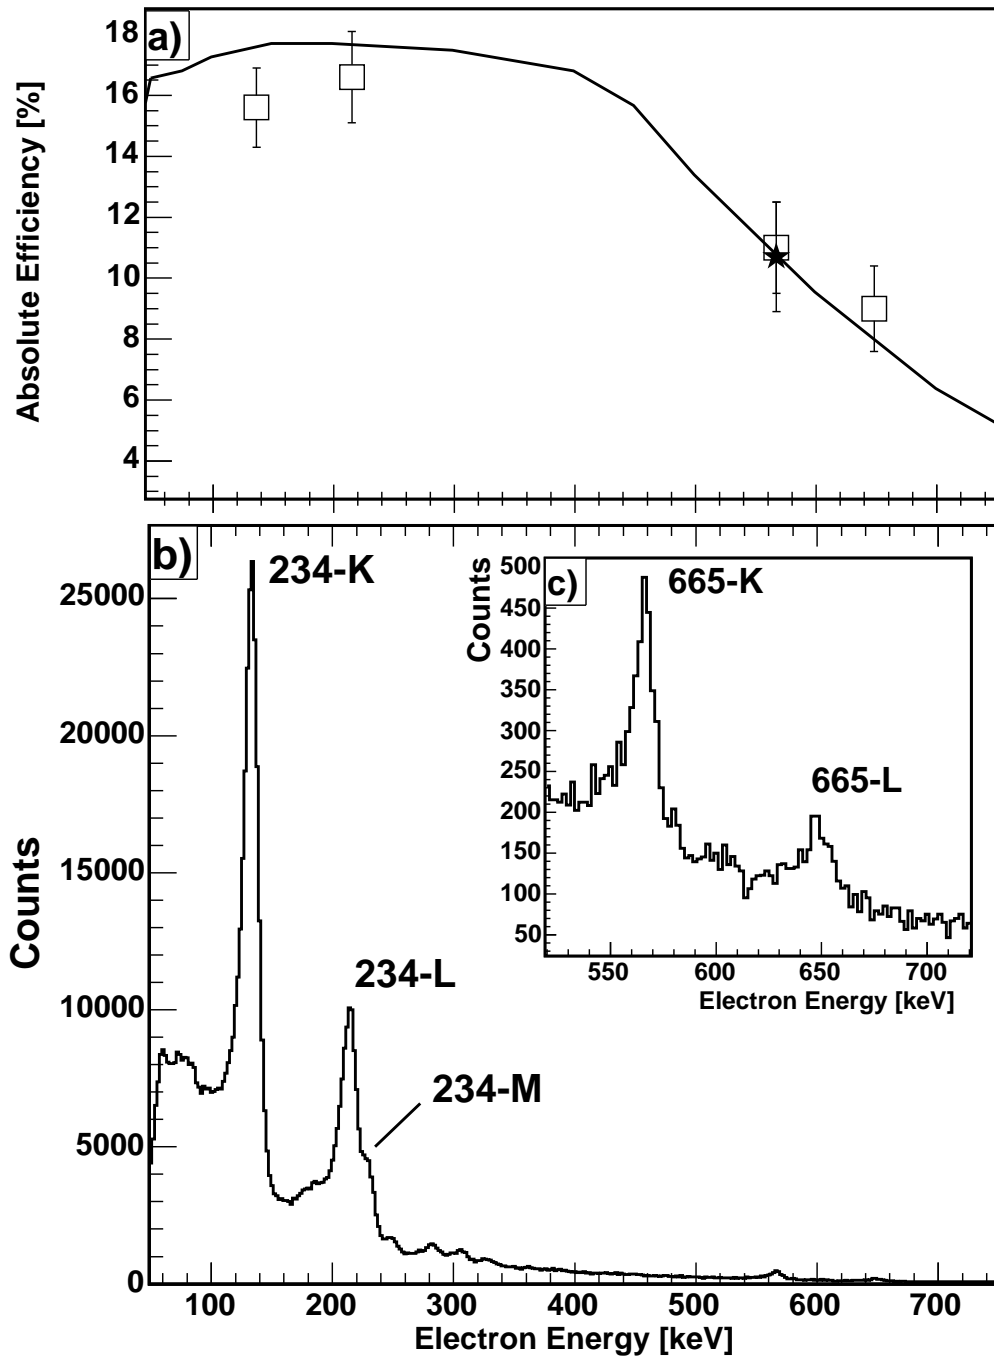 a)
Absolute Efficiency [%]
18
16
14
12
10
8
6
4
b)
234-K
234-L
234-M
Counts
25000
20000
15000
10000
5000
0
100 200 300 400 500 600 700
Electron Energy [keV]
c)
665-K
665-L
Counts
500
450
400
350
300
250
200
150
100
50
550 600 650 700
Electron Energy [keV]